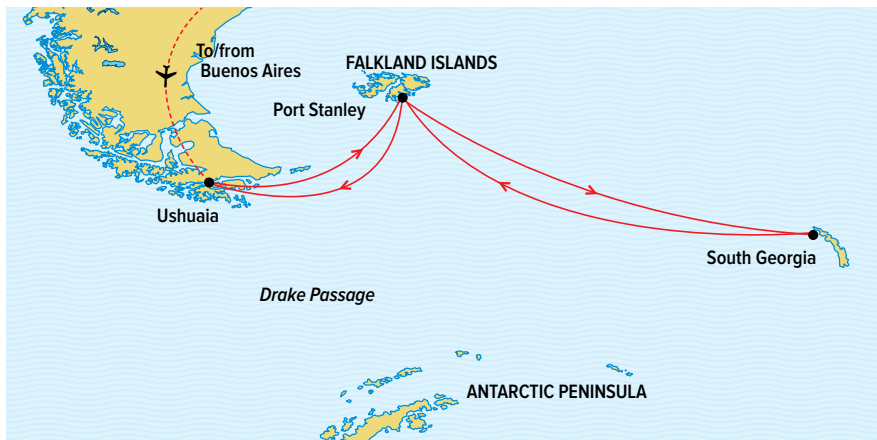 To/from
Buenos Aires
FALKLAND ISLANDS
Port Stanley
Ushuaia
South Georgia
Drake Passage
ANTARCTIC PENINSULA